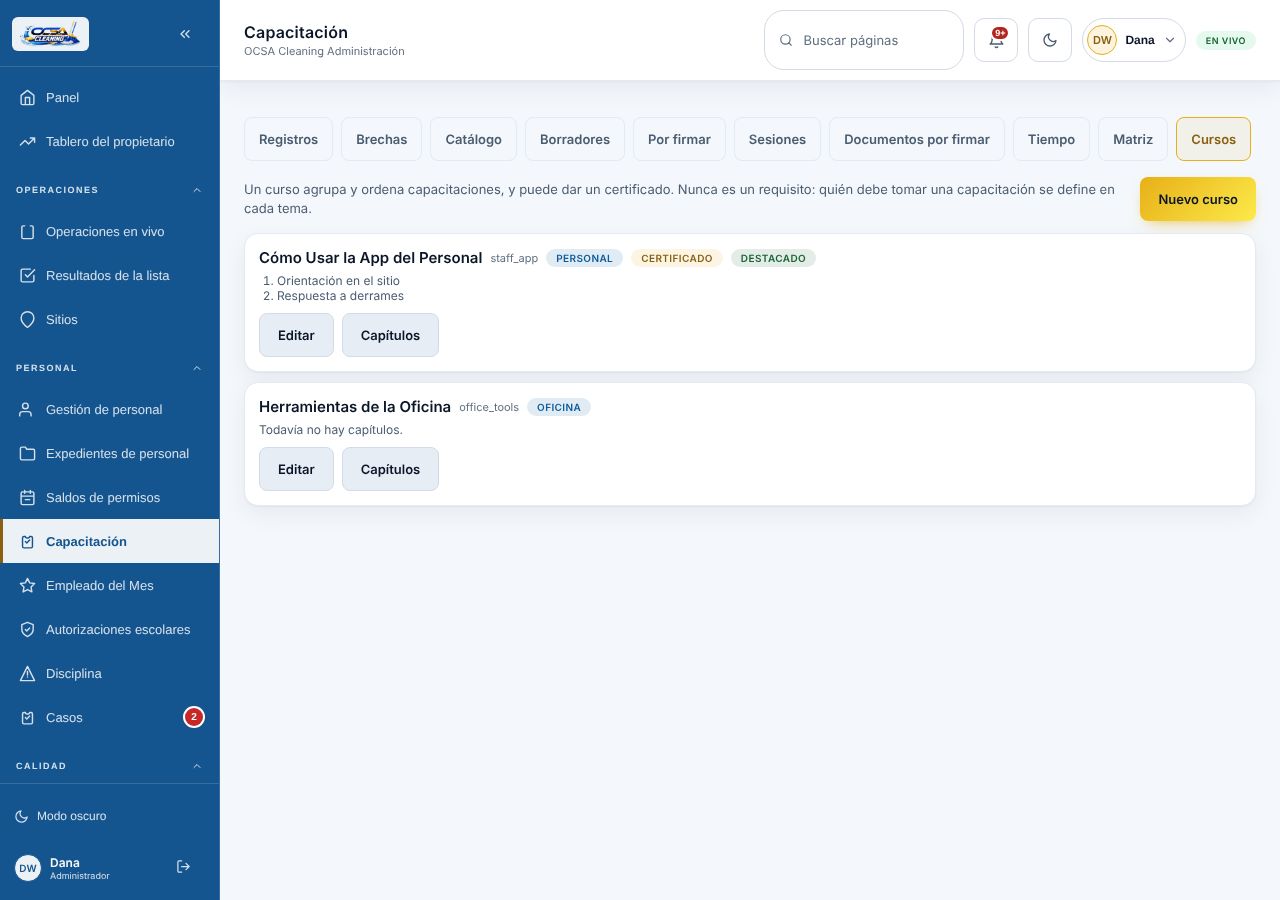 OCSA
CLEANING
Capacitación
OCSA Cleaning Administración
Buscar páginas
9+
DW
Dana
EN VIVO
Panel
Tablero del propietario
OPERACIONES
Operaciones en vivo
Resultados de la lista
Sitios
PERSONAL
Gestión de personal
Expedientes de personal
Saldos de permisos
Capacitación
Empleado del Mes
Autorizaciones escolares
Disciplina
Casos
2
CALIDAD
Modo oscuro
DW
Dana
Administrador
Registros
Brechas
Catálogo
Borradores
Por firmar
Sesiones
Documentos por firmar
Tiempo
Matriz
Cursos
Un curso agrupa y ordena capacitaciones, y puede dar un certificado. Nunca es un requisito: quién debe tomar una capacitación se define en
cada tema.
Nuevo curso
Cómo Usar la App del Personal staff_app PERSONAL CERTIFICADO DESTACADO
1. Orientación en el sitio
2. Respuesta a derrames
Editar
Capítulos
Herramientas de la Oficina office_tools OFICINA
Todavía no hay capítulos.
Editar
Capítulos